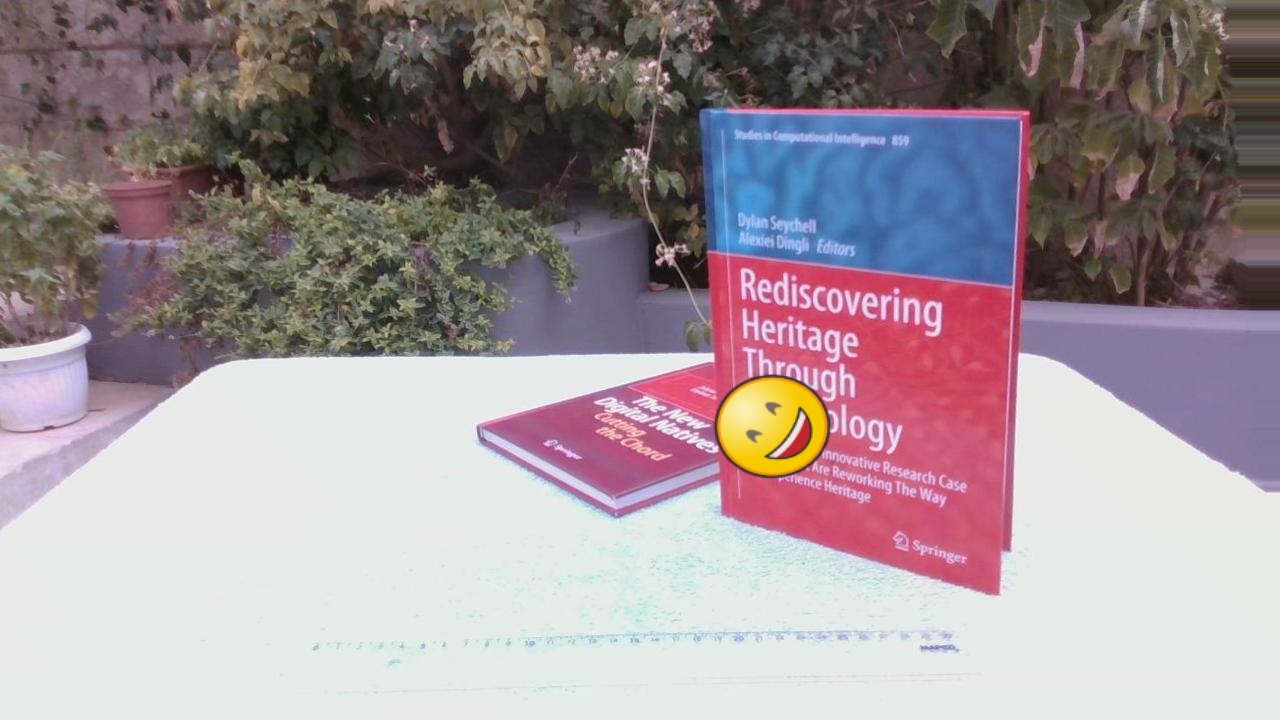 Studies in Computational Intelligence 859
Dylan Seychell
Alexiei Dingli Editors
Rediscovering
Heritage
Through
ology
Innovative Research Case
Are Reworking The Way
perience Heritage
Springer
The New
Digital Natives
Cutting
the Chord
Springer